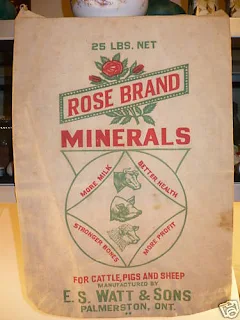 25 LBS. NET
ROSE BRAND
MINERALS
MORE MILK
BETTER HEALTH
STRONGER BONES
MORE PROFIT
FOR CATTLE, PIGS AND SHEEP
MANUFACTURED BY
E. S. WATT & SONS
PALMERSTON, ONT.